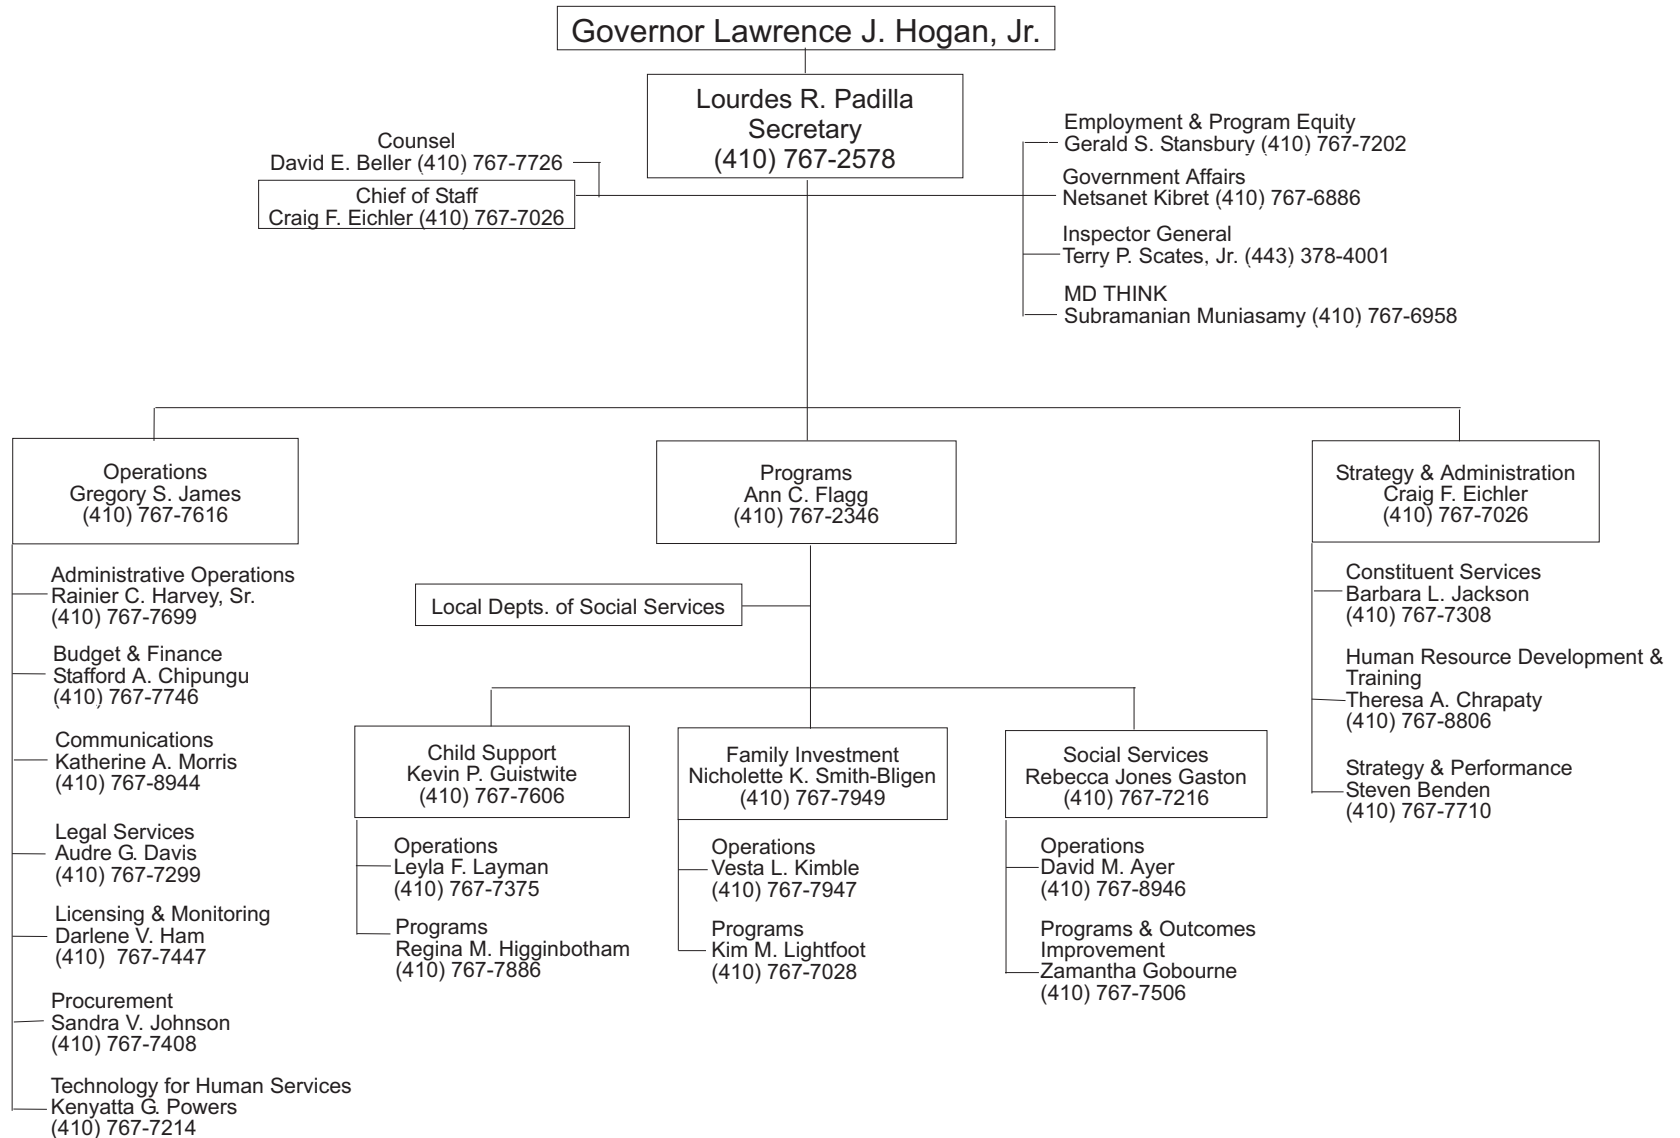 Governor Lawrence J. Hogan, Jr.
Lourdes R. Padilla
Secretary
(410) 767-2578
Counsel
David E. Beller (410) 767-7726
Chief of Staff
Craig F. Eichler (410) 767-7026
Employment & Program Equity
Gerald S. Stansbury (410) 767-7202
Government Affairs
Netsanet Kibret (410) 767-6886
Inspector General
Terry P. Scates, Jr. (443) 378-4001
MD THINK
Subramanian Muniasamy (410) 767-6958
Operations
Gregory S. James
(410) 767-7616
Administrative Operations
Rainier C. Harvey, Sr.
(410) 767-7699
Budget & Finance
Stafford A. Chipungu
(410) 767-7746
Communications
Katherine A. Morris
(410) 767-8944
Legal Services
Audre G. Davis
(410) 767-7299
Licensing & Monitoring
Darlene V. Ham
(410)  767-7447
Procurement
Sandra V. Johnson
(410) 767-7408
Technology for Human Services
Kenyatta G. Powers
(410) 767-7214
Programs
Ann C. Flagg
(410) 767-2346
Local Depts. of Social Services
Child Support
Kevin P. Guistwite
(410) 767-7606
Operations
Leyla F. Layman
(410) 767-7375
Programs
Regina M. Higginbotham
(410) 767-7886
Family Investment
Nicholette K. Smith-Bligen
(410) 767-7949
Operations
Vesta L. Kimble
(410) 767-7947
Programs
Kim M. Lightfoot
(410) 767-7028
Social Services
Rebecca Jones Gaston
(410) 767-7216
Operations
David M. Ayer
(410) 767-8946
Programs & Outcomes
Improvement
Zamantha Gobourne
(410) 767-7506
Strategy & Administration
Craig F. Eichler
(410) 767-7026
Constituent Services
Barbara L. Jackson
(410) 767-7308
Human Resource Development &
Training
Theresa A. Chrapaty
(410) 767-8806
Strategy & Performance
Steven Benden
(410) 767-7710